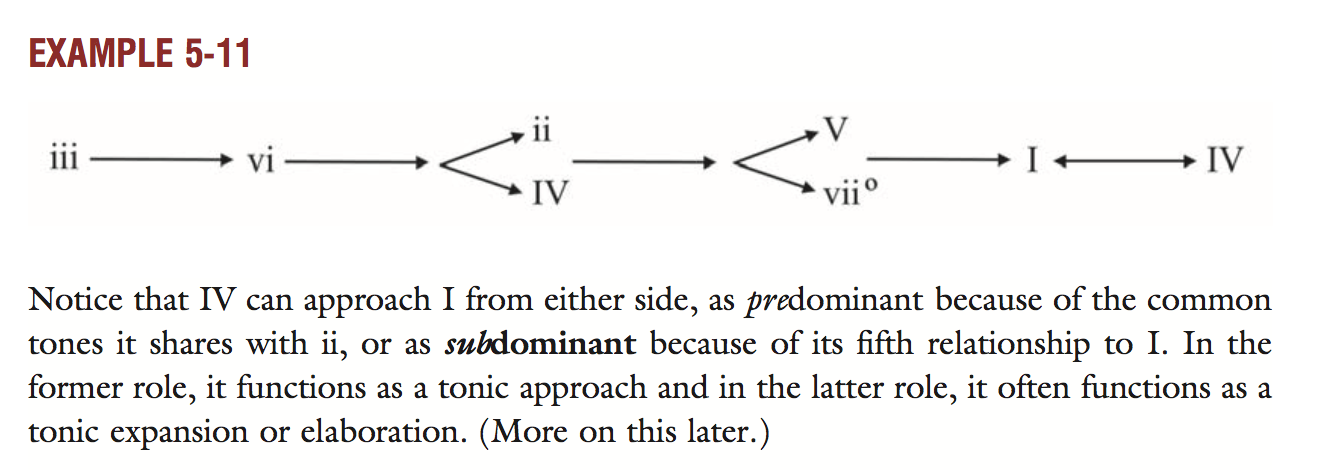 EXAMPLE 5-11
ii V
iii vi I IV
IV vii°
Notice that IV can approach I from either side, as predominant because of the common
tones it shares with ii, or as subdominant because of its fifth relationship to I. In the
former role, it functions as a tonic approach and in the latter role, it often functions as a
tonic expansion or elaboration. (More on this later.)